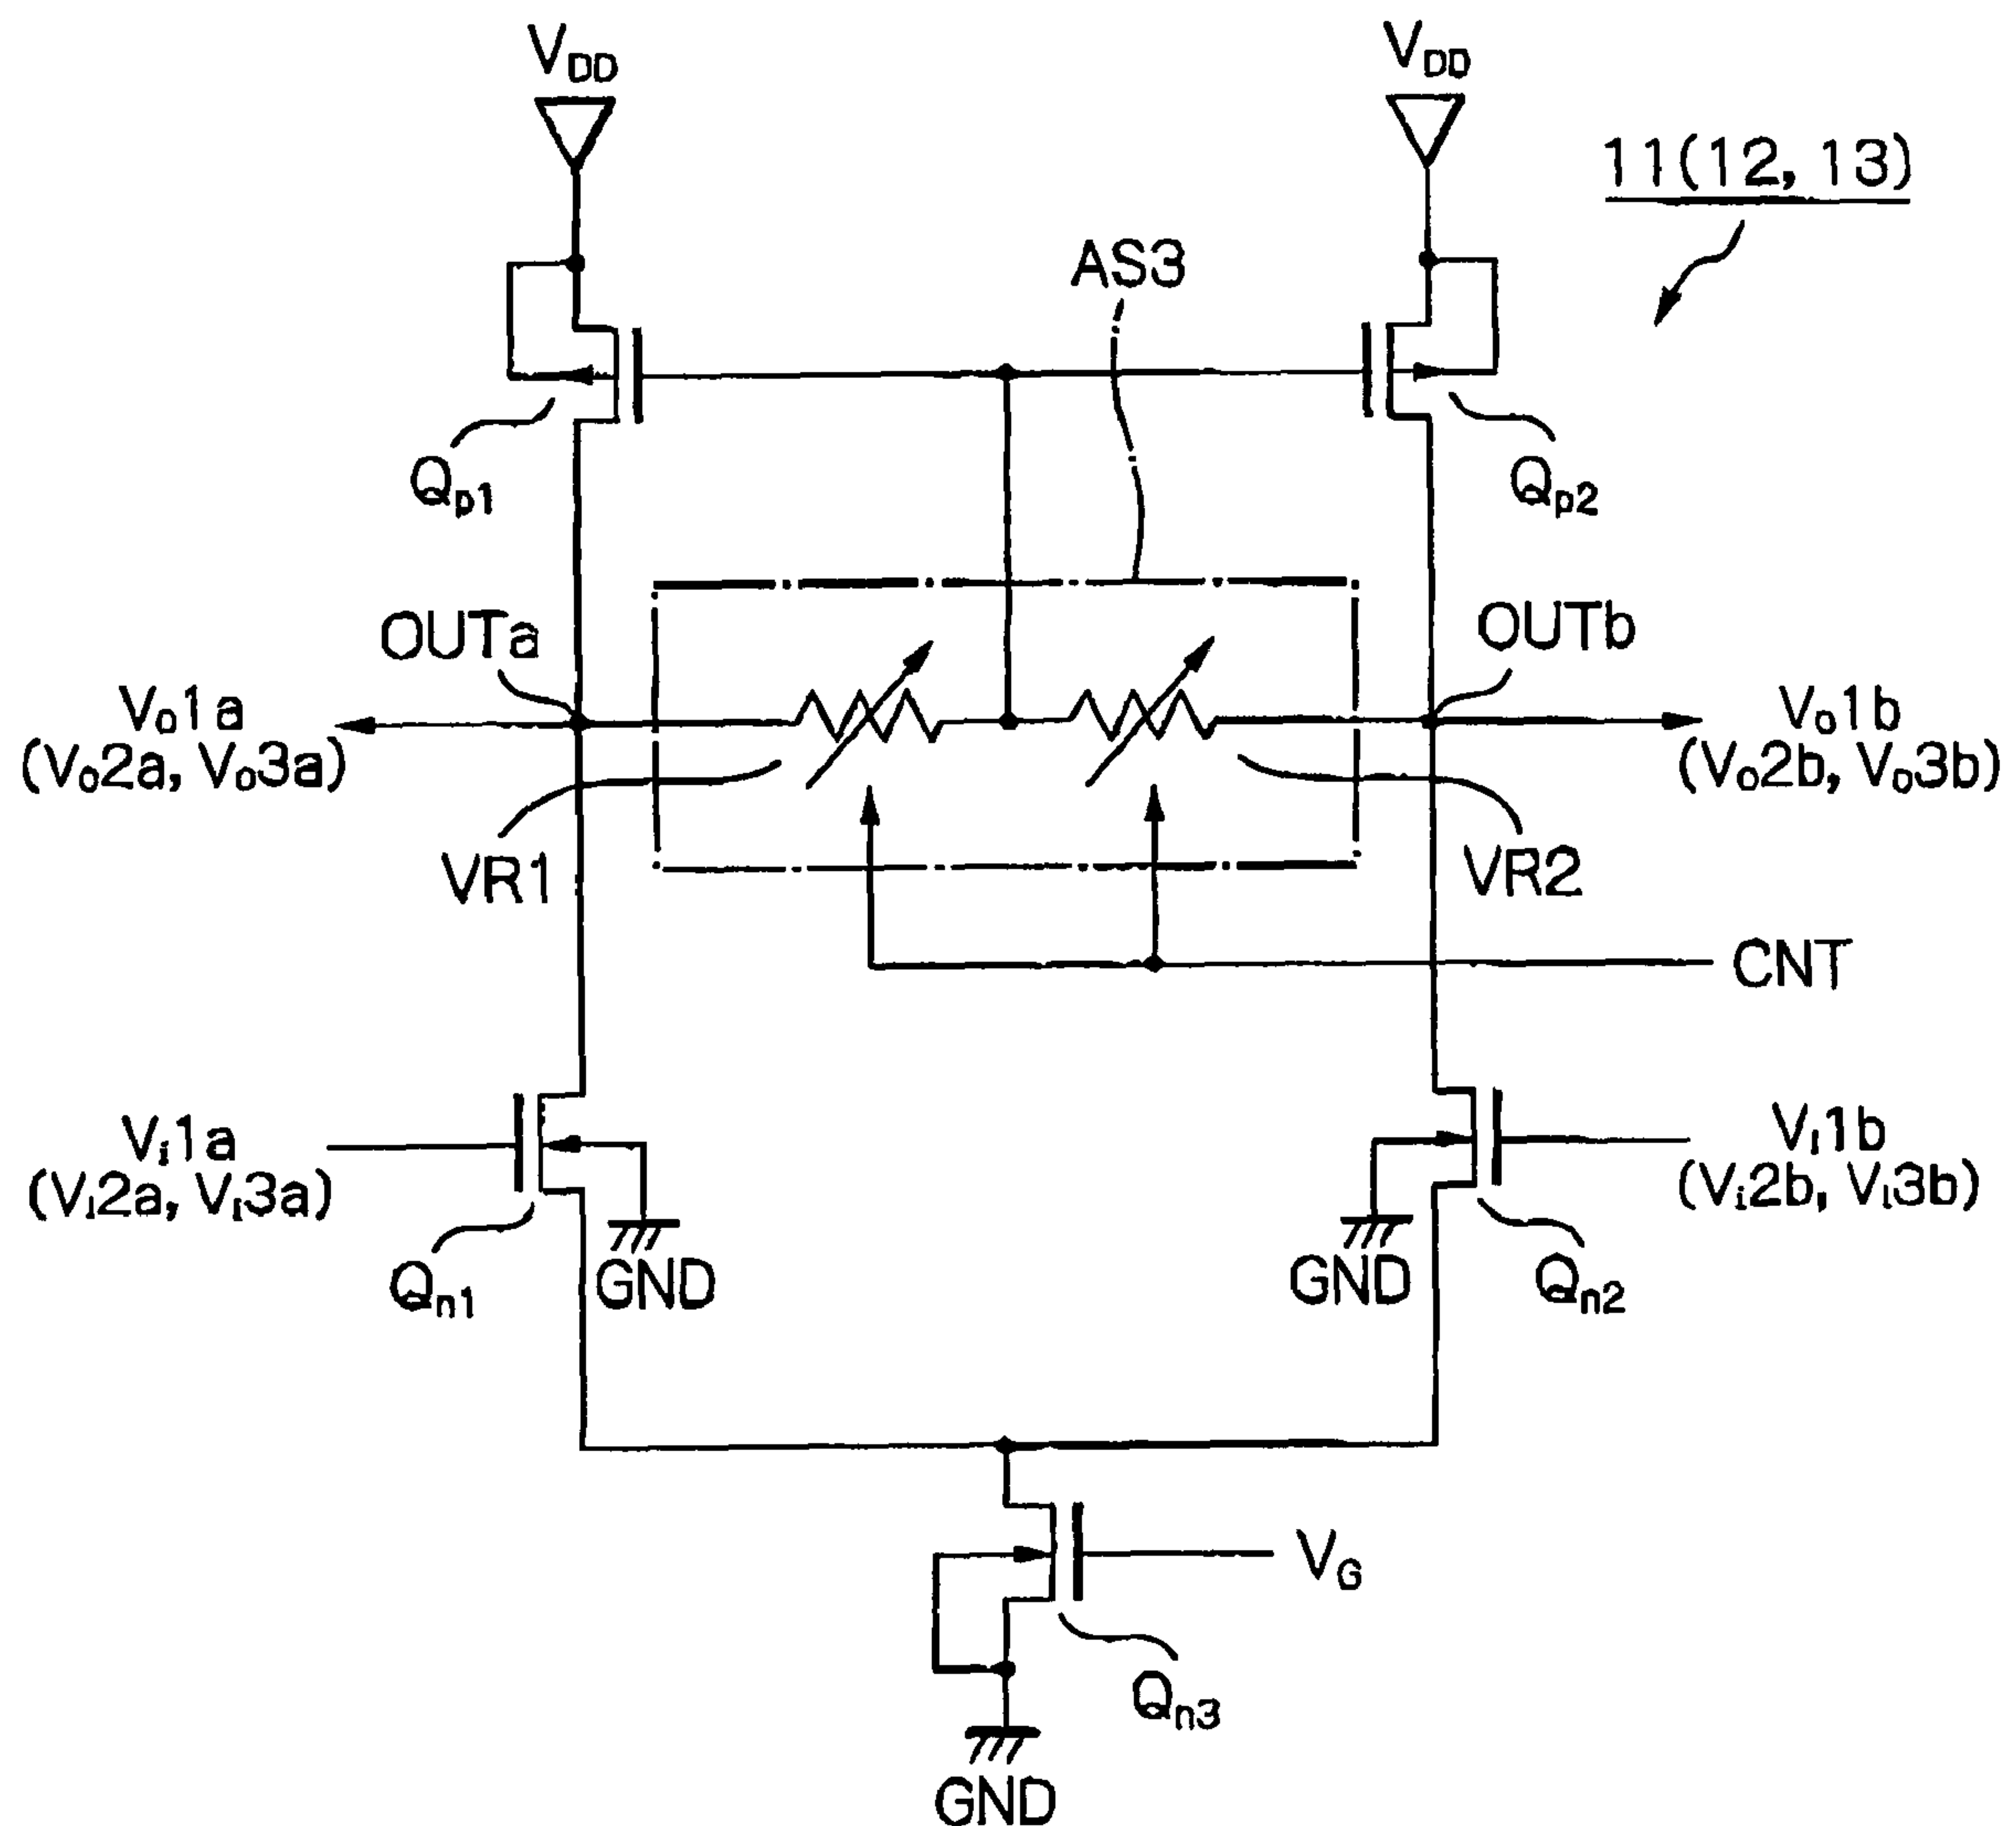 VDD
VDD
11(12, 13)
AS3
Qp1
Qp2
OUTa
OUTb
Vo1a
(Vo2a, Vo3a)
Vo1b
(Vo2b, Vo3b)
VR1
VR2
CNT
Vi1a
(Vi2a, Vi3a)
Vi1b
(Vi2b, Vi3b)
Qn1
GND
GND
Qn2
VG
Qn3
GND